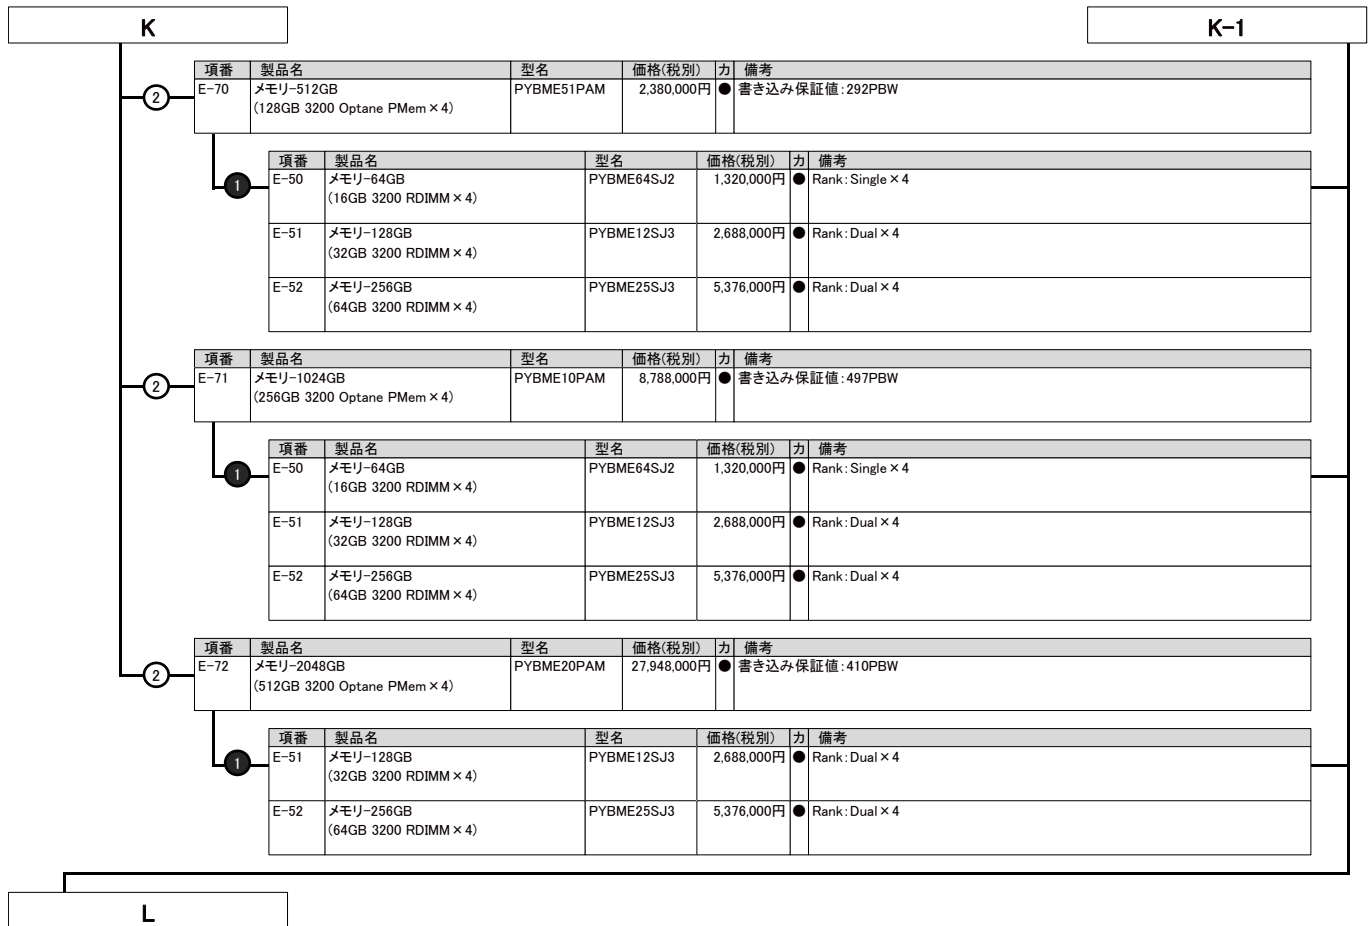 K
K-1
項番 製品名 型名 価格(税別) カ 備考
② E-70 メモリ-512GB PYBME51PAM 2,380,000円 ● 書き込み保証値:292PBW
(128GB 3200 Optane PMem×4)
項番 製品名 型名 価格(税別) カ 備考
❶ E-50 メモリ-64GB PYBME64SJ2 1,320,000円 ● Rank:Single×4
(16GB 3200 RDIMM×4)
E-51 メモリ-128GB PYBME12SJ3 2,688,000円 ● Rank:Dual×4
(32GB 3200 RDIMM×4)
E-52 メモリ-256GB PYBME25SJ3 5,376,000円 ● Rank:Dual×4
(64GB 3200 RDIMM×4)
項番 製品名 型名 価格(税別) カ 備考
② E-71 メモリ-1024GB PYBME10PAM 8,788,000円 ● 書き込み保証値:497PBW
(256GB 3200 Optane PMem×4)
項番 製品名 型名 価格(税別) カ 備考
❶ E-50 メモリ-64GB PYBME64SJ2 1,320,000円 ● Rank:Single×4
(16GB 3200 RDIMM×4)
E-51 メモリ-128GB PYBME12SJ3 2,688,000円 ● Rank:Dual×4
(32GB 3200 RDIMM×4)
E-52 メモリ-256GB PYBME25SJ3 5,376,000円 ● Rank:Dual×4
(64GB 3200 RDIMM×4)
項番 製品名 型名 価格(税別) カ 備考
② E-72 メモリ-2048GB PYBME20PAM 27,948,000円 ● 書き込み保証値:410PBW
(512GB 3200 Optane PMem×4)
項番 製品名 型名 価格(税別) カ 備考
❶ E-51 メモリ-128GB PYBME12SJ3 2,688,000円 ● Rank:Dual×4
(32GB 3200 RDIMM×4)
E-52 メモリ-256GB PYBME25SJ3 5,376,000円 ● Rank:Dual×4
(64GB 3200 RDIMM×4)
L